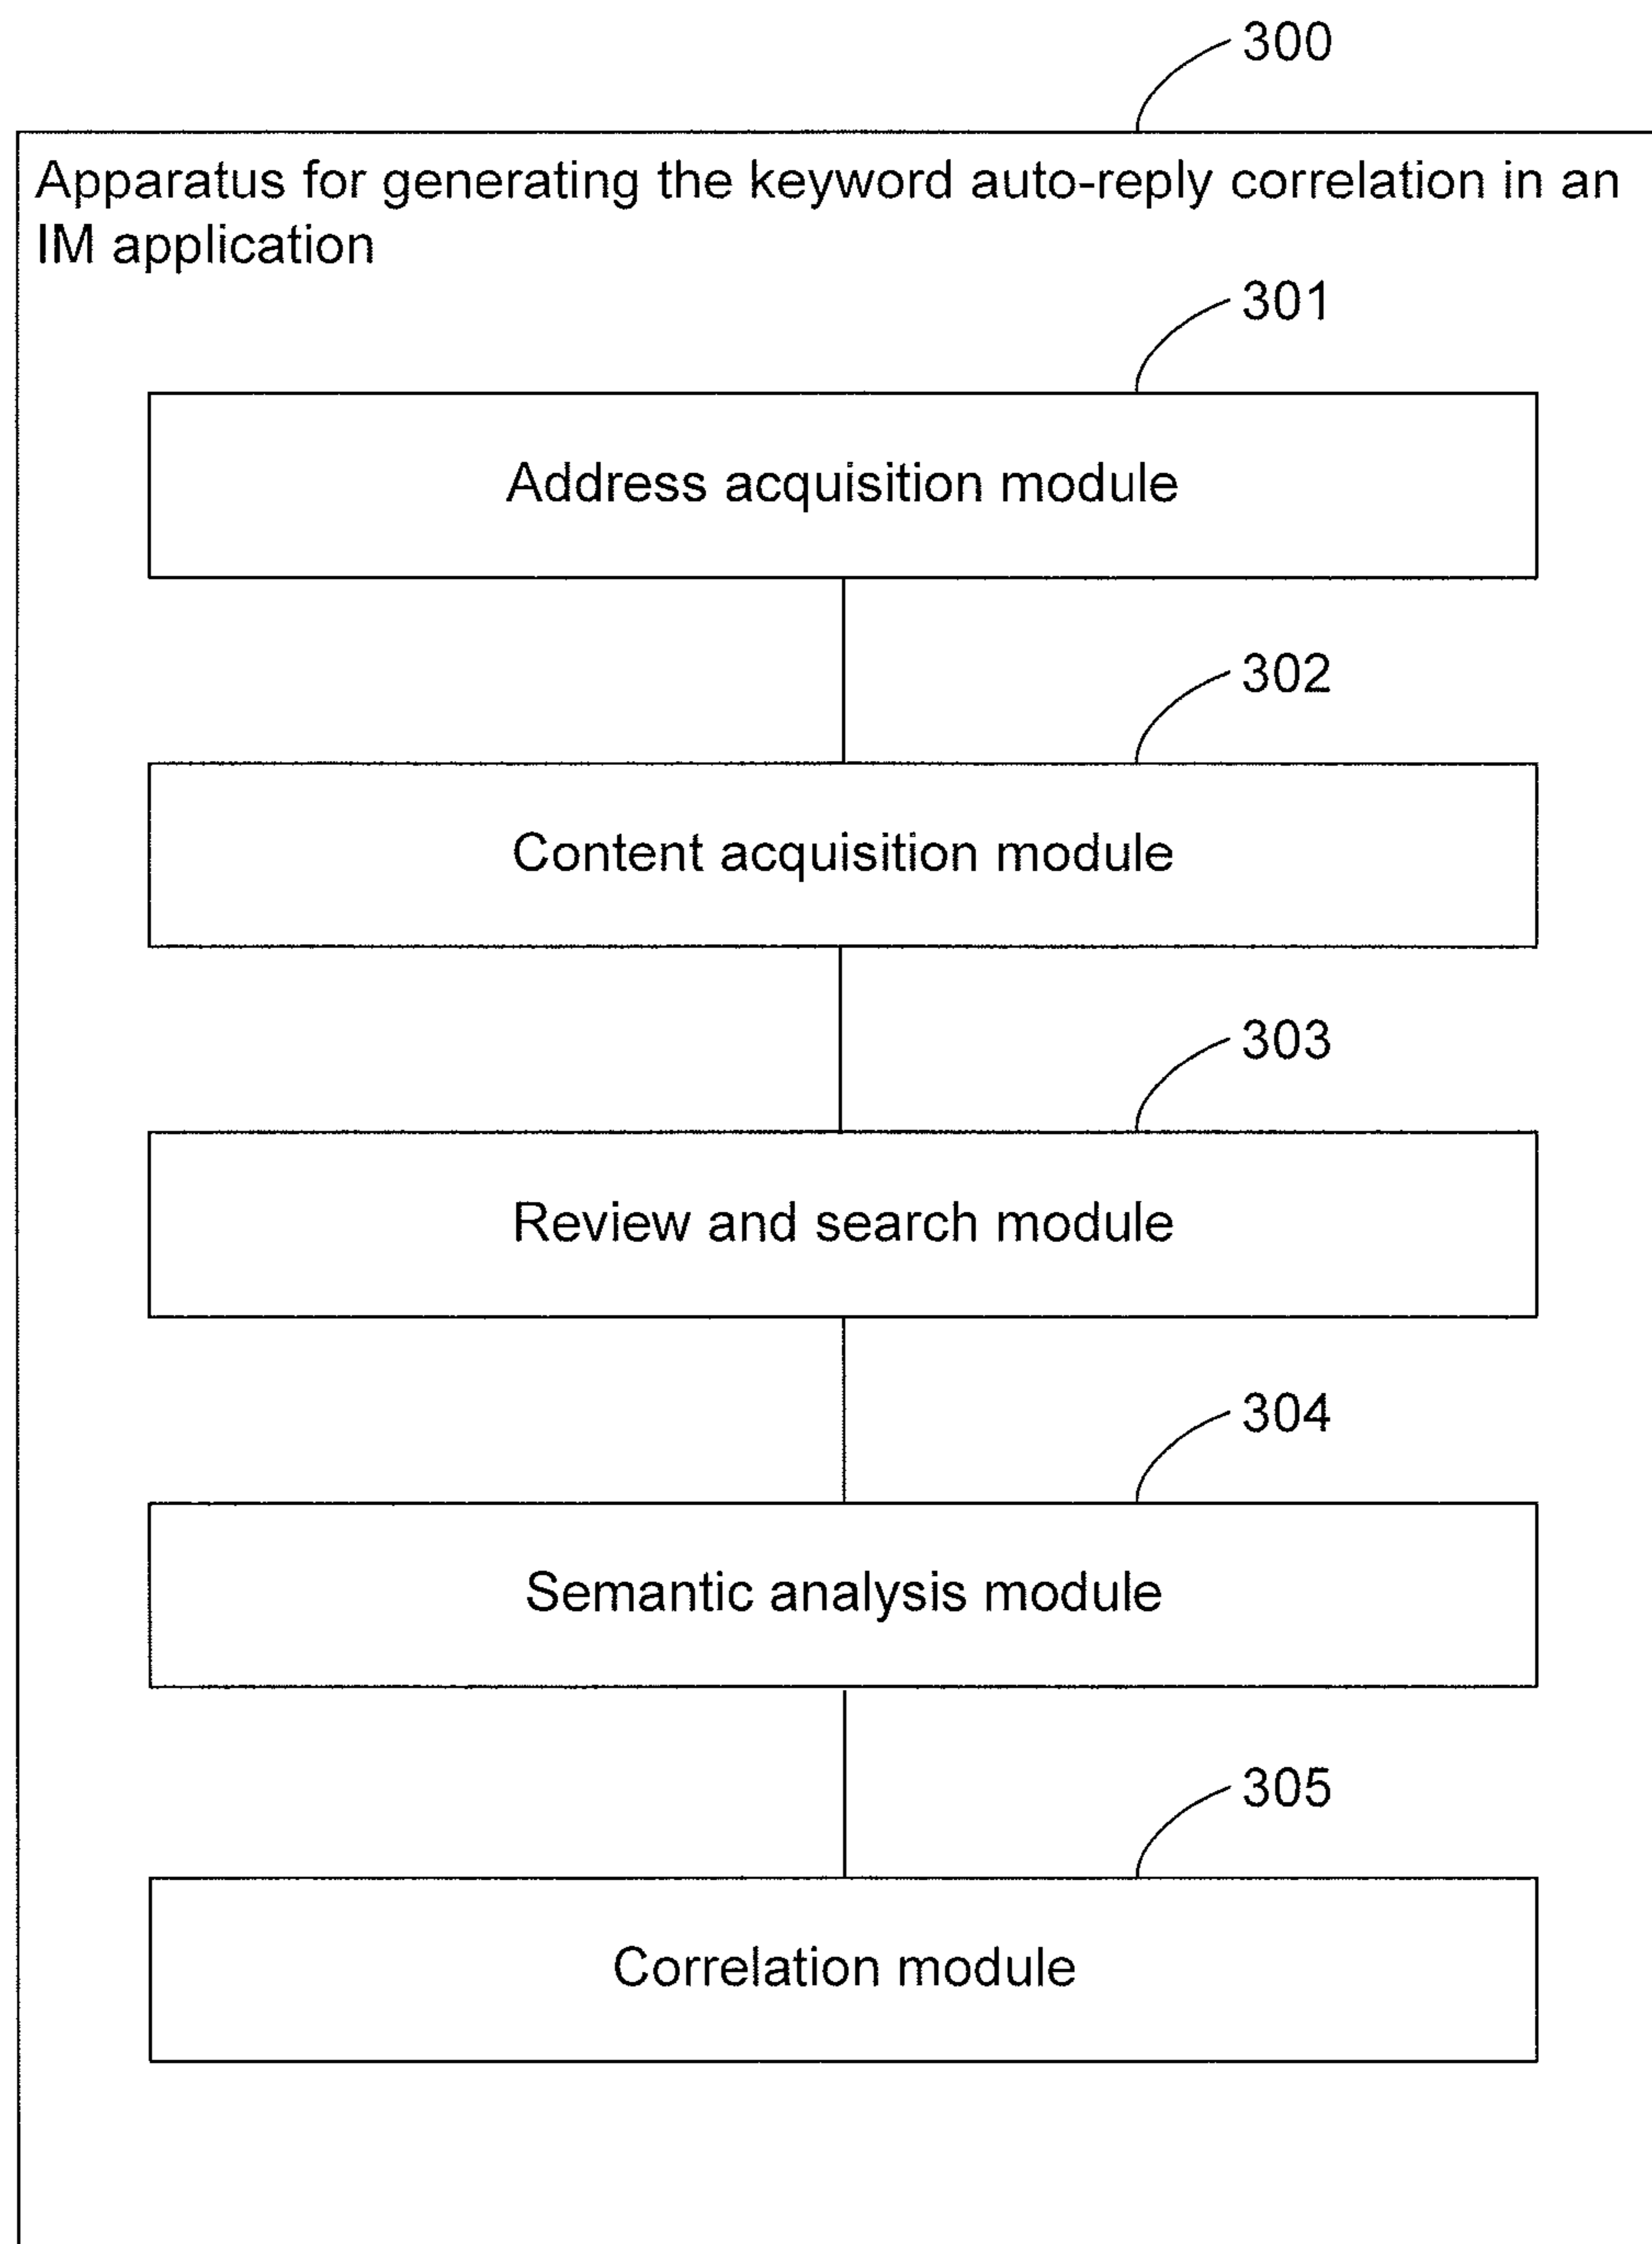 300
Apparatus for generating the keyword auto-reply correlation in an
IM application
301
Address acquisition module
302
Content acquisition module
303
Review and search module
304
Semantic analysis module
305
Correlation module